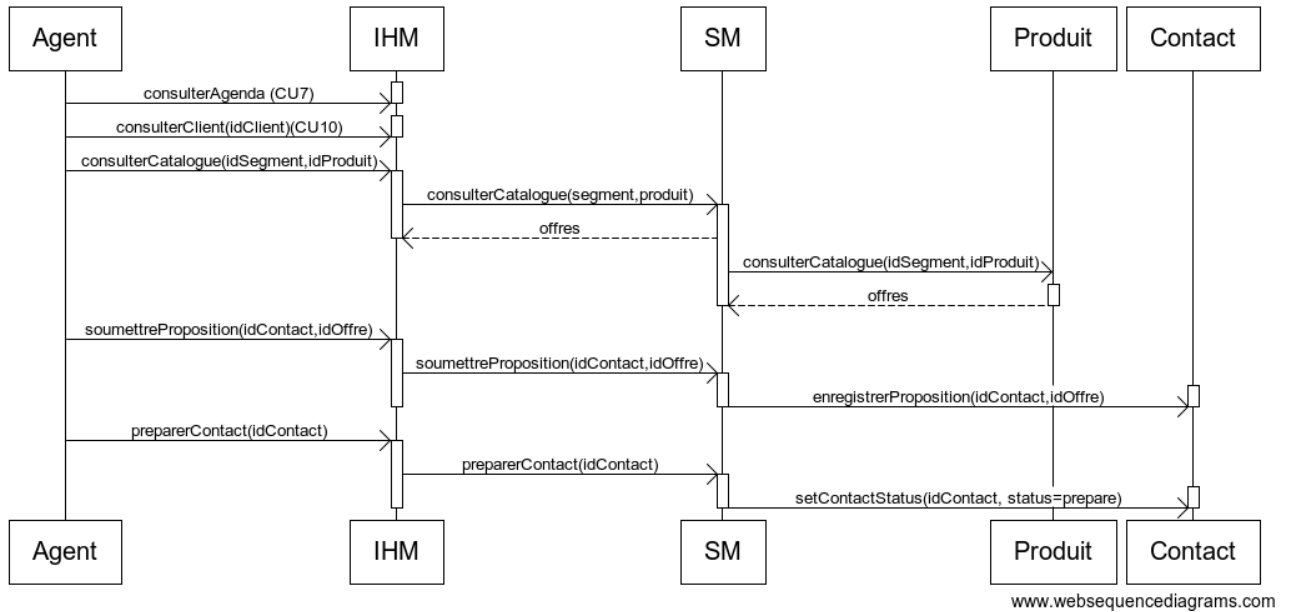 Agent IHM SM Produit Contact
consulterAgenda (CU7)
consulterClient(idClient)(CU10)
consulterCatalogue(idSegment,idProduit)
consulterCatalogue(segment,produit)
offres
consulterCatalogue(idSegment,idProduit)
offres
soumettreProposition(idContact,idOffre)
soumettreProposition(idContact,idOffre)
enregistrerProposition(idContact,idOffre)
preparerContact(idContact)
preparerContact(idContact)
setContactStatus(idContact, status=prepare)
Agent IHM SM Produit Contact
www.websequencediagrams.com